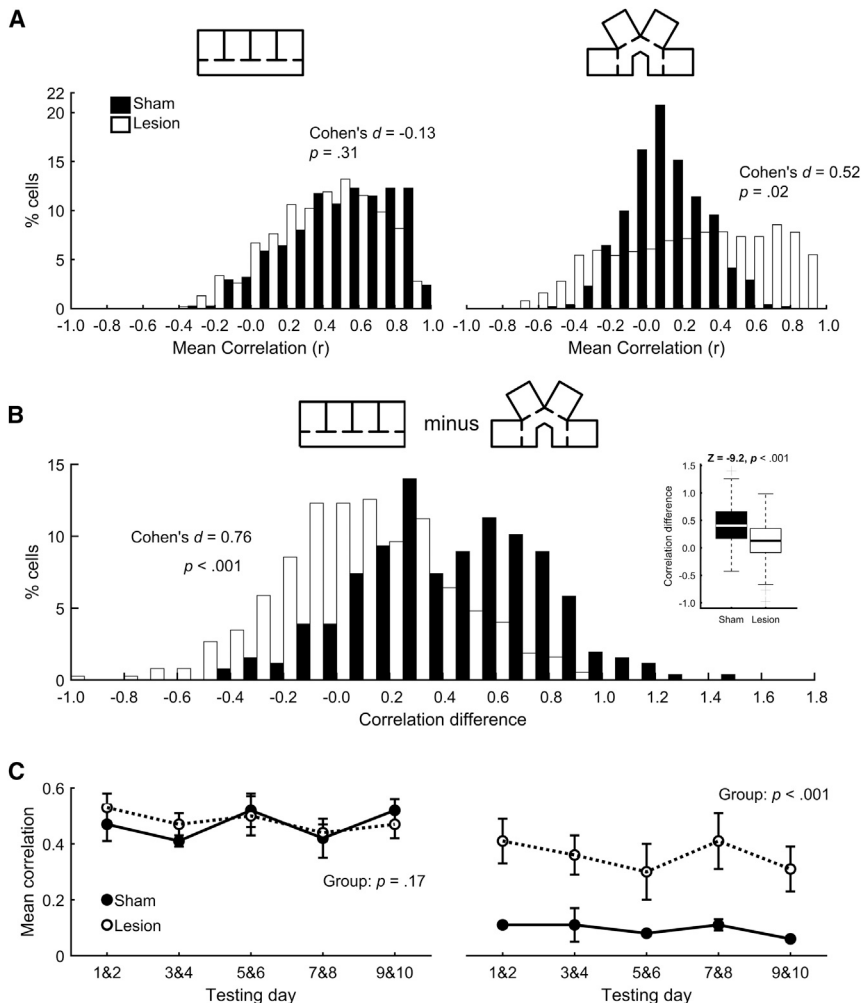 A
Sham
Lesion
Cohen's d = -0.13
p = .31
% cells
22
20
15
10
5
0
-1.0 -0.8 -0.6 -0.4 -0.2 -0.0 0.2 0.4 0.6 0.8 1.0
Mean Correlation (r)
Cohen's d = 0.52
p = .02
-1.0 -0.8 -0.6 -0.4 -0.2 -0.0 0.2 0.4 0.6 0.8 1.0
Mean Correlation (r)
B
minus
Cohen's d = 0.76
p < .001
% cells
15
10
5
0
-1.0 -0.8 -0.6 -0.4 -0.2 -0.0 0.2 0.4 0.6 0.8 1.0 1.2 1.4 1.6 1.8
Correlation difference
Z = -9.2, p < .001
Correlation difference
1.5
1.0
0.5
0.0
-0.5
-1.0
Sham Lesion
C
Mean correlation
0.6
0.4
0.2
0
Group: p = .17
Sham
Lesion
1&2 3&4 5&6 7&8 9&10
Testing day
Group: p < .001
1&2 3&4 5&6 7&8 9&10
Testing day